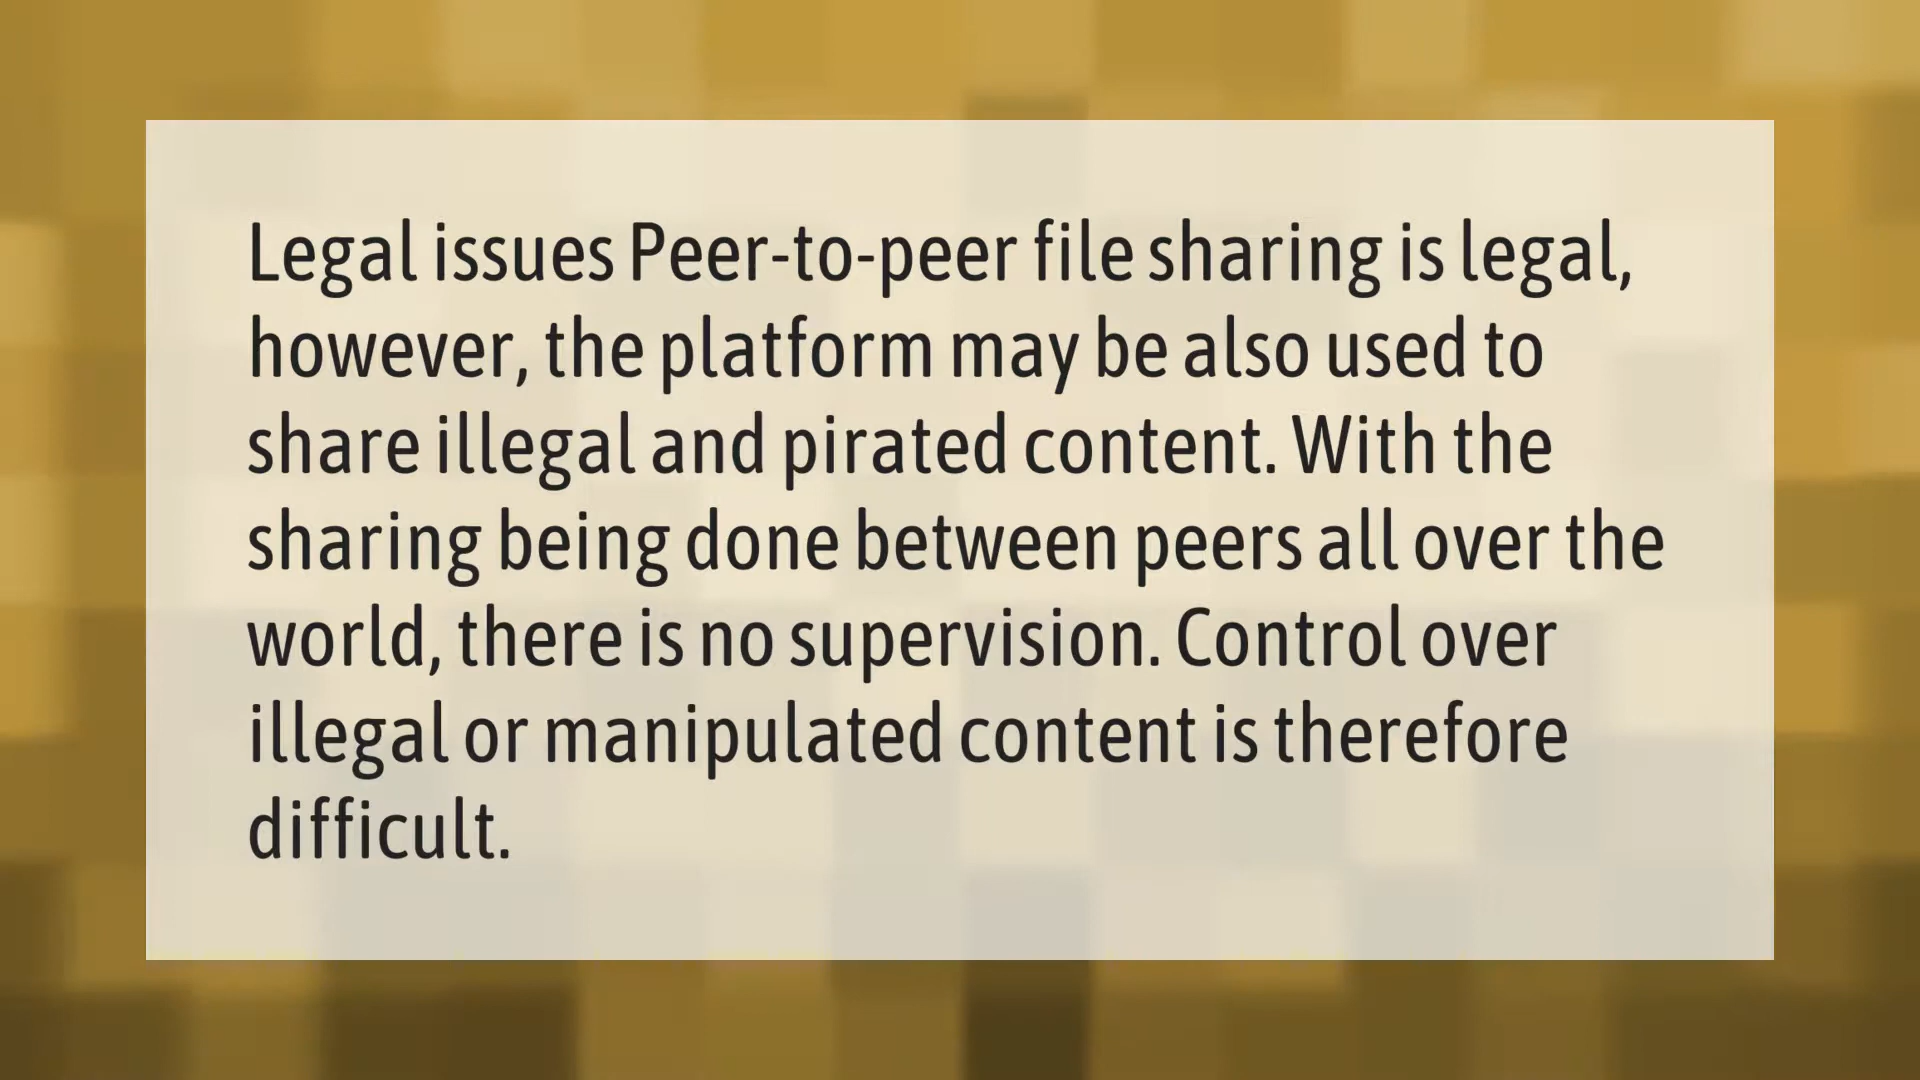 Legal issues Peer-to-peer file sharing is legal,
however, the platform may be also used to
share illegal and pirated content. With the
sharing being done between peers all over the
world, there is no supervision. Control over
illegal or manipulated content is therefore
difficult.